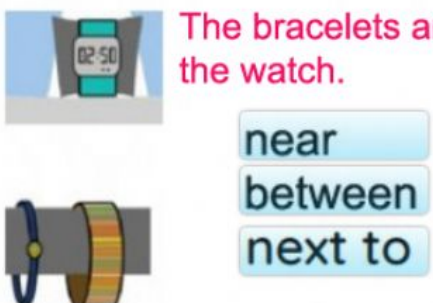 02:50
The bracelets
the watch.
near
between
next to